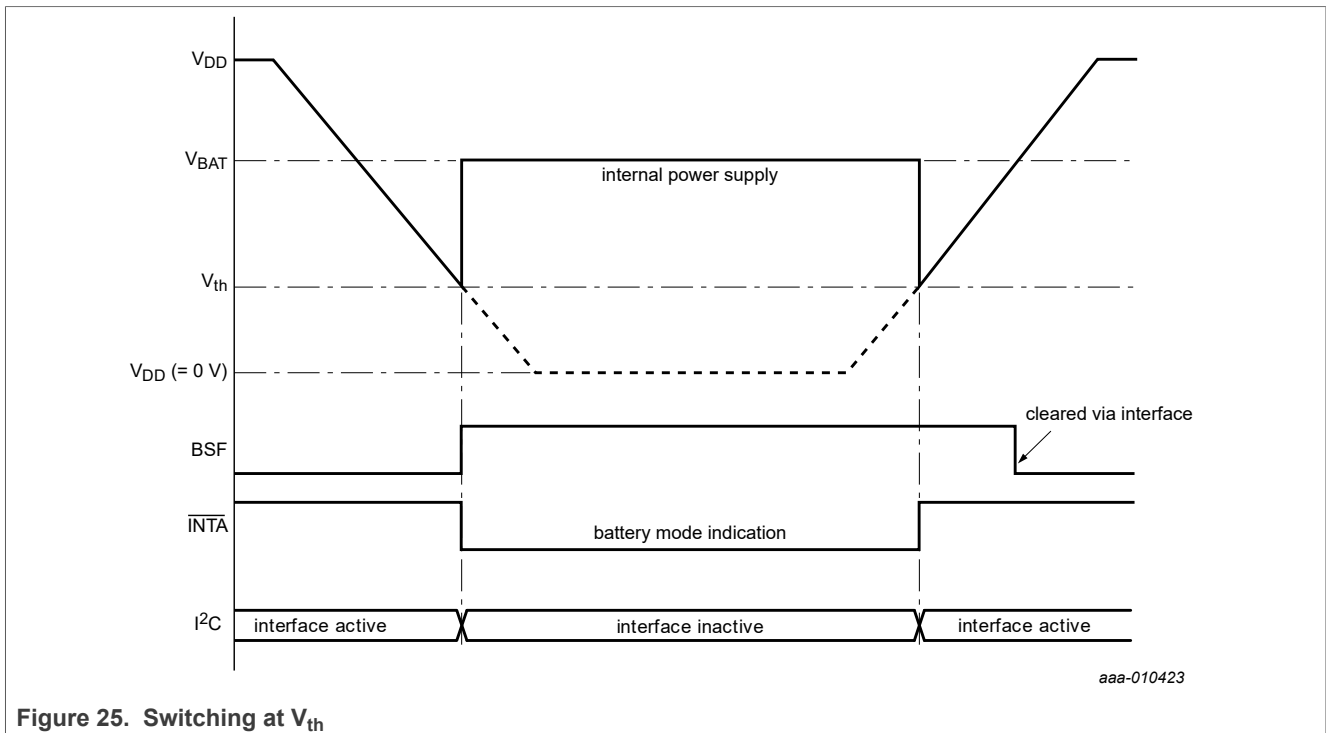 VDD
VBAT
internal power supply
Vth
VDD (= 0 V)
cleared via interface
BSF
INTA
battery mode indication
I2C
interface active
interface inactive
interface active
aaa-010423
Figure 25. Switching at Vth